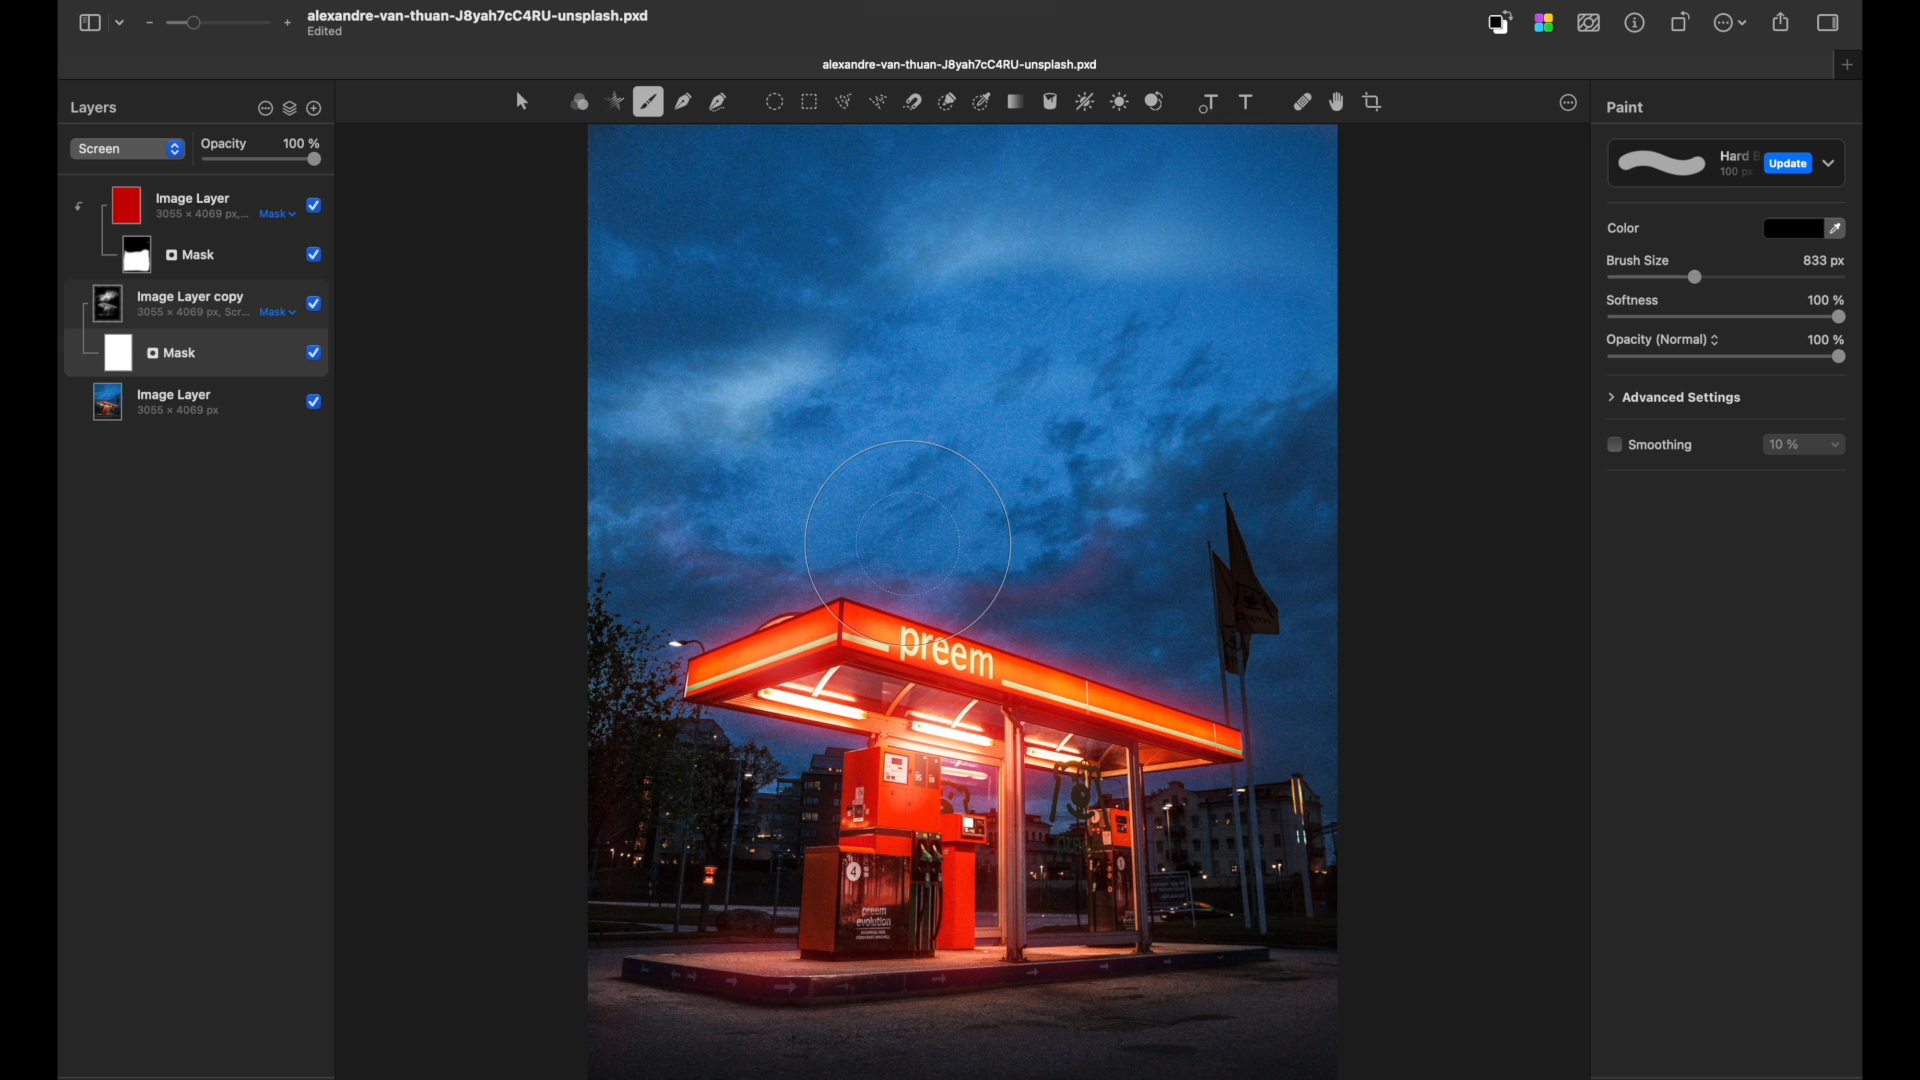 alexandre-van-thuan-J8yah7cC4RU-unsplash.pxd
Edited
alexandre-van-thuan-J8yah7cC4RU-unsplash.pxd
Layers
Screen
Opacity 100 %
Image Layer
3055 × 4069 px,... Mask
Mask
Image Layer copy
3055 × 4069 px, Scr... Mask
Mask
Image Layer
3055 × 4069 px
Paint
Hard B
100 px
Update
Color
Brush Size 833 px
Softness 100 %
Opacity (Normal) 100 %
Advanced Settings
Smoothing 10 %
preem
95
4
preem
evolution